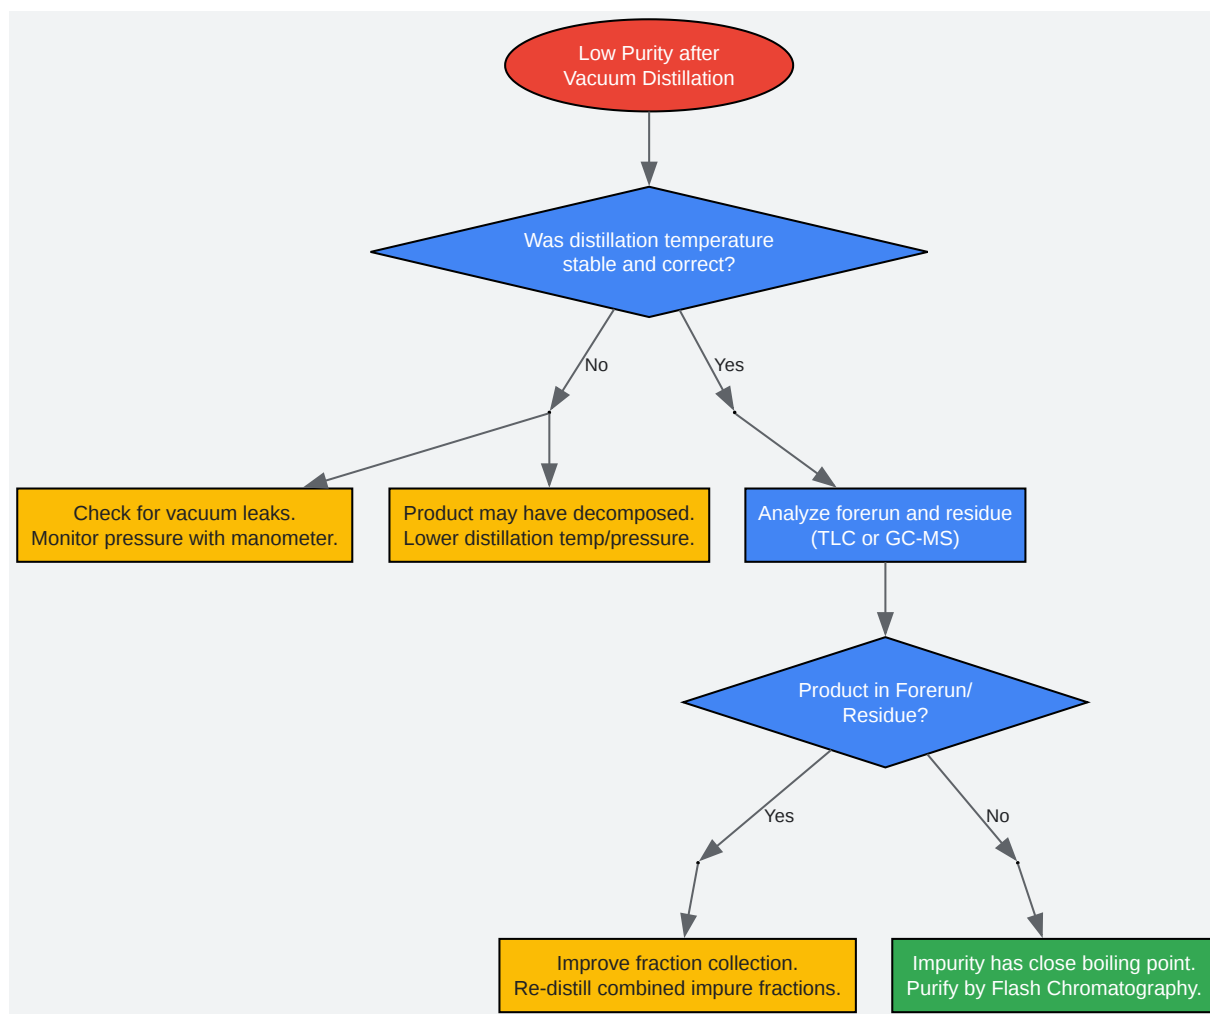 Low Purity after
Vacuum Distillation
Was distillation temperature
stable and correct?
No
Yes
Check for vacuum leaks.
Monitor pressure with manometer.
Product may have decomposed.
Lower distillation temp/pressure.
Analyze forerun and residue
(TLC or GC-MS)
Product in Forerun/
Residue?
Yes
No
Improve fraction collection.
Re-distill combined impure fractions.
Impurity has close boiling point.
Purify by Flash Chromatography.